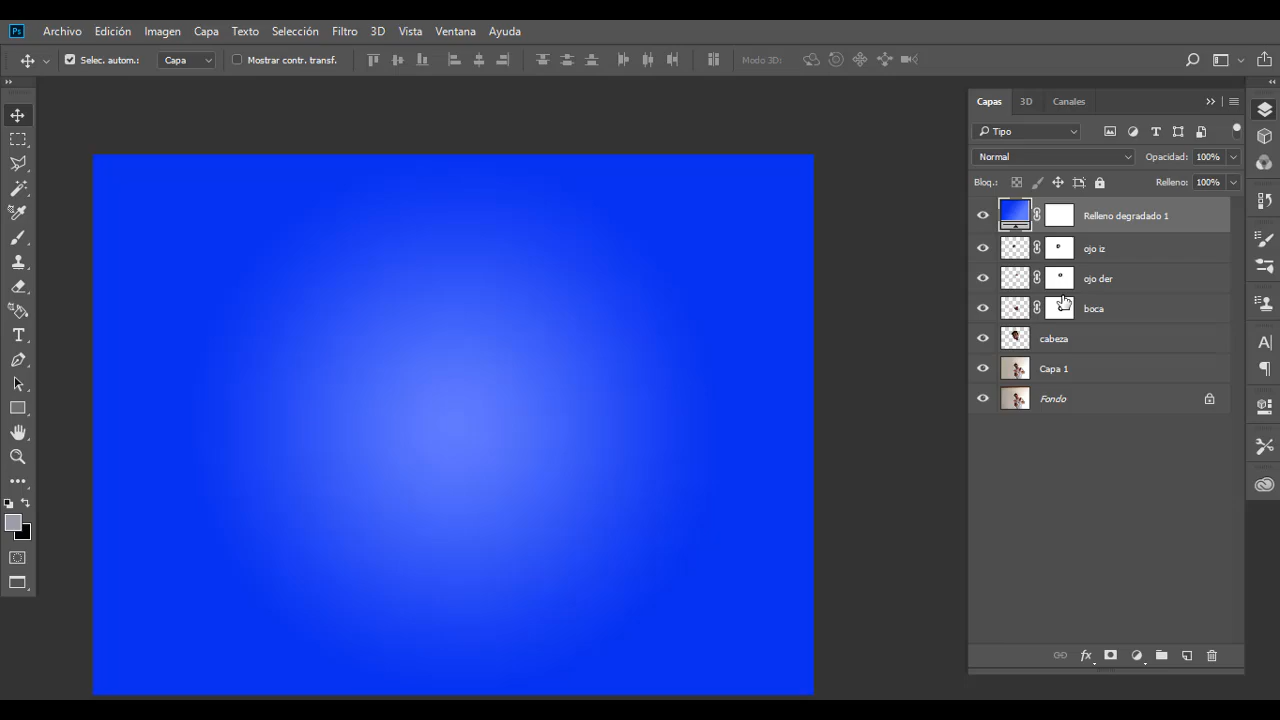 Ps Archivo Edición Imagen Capa Texto Selección Filtro 3D Vista Ventana Ayuda
Selec. autom.: Capa Mostrar contr. transf. Modo 3D:
Capas 3D Canales
Tipo
Normal Opacidad: 100%
Bloq.: Relleno: 100%
Relleno degradado 1
ojo iz
ojo der
boca
cabeza
Capa 1
Fondo
fx